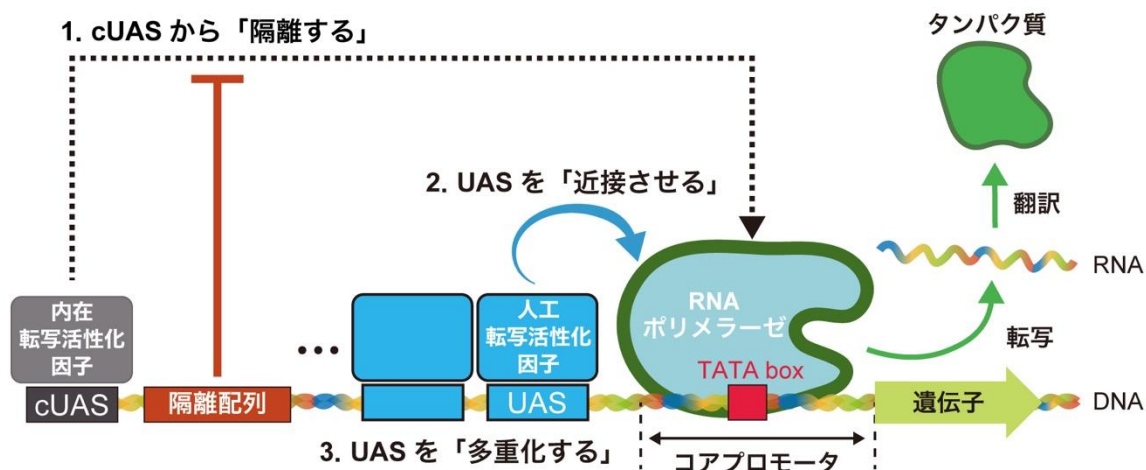 1. cUAS から「隔離する」
タンパク質
2. UAS を「近接させる」
翻訳
RNA
内在
転写活性化
因子
•••
人工
転写活性化
因子
RNA
ポリメラーゼ
転写
TATA box
cUAS
隔離配列
UAS
遺伝子
DNA
3. UAS を「多重化する」
コアプロモータ